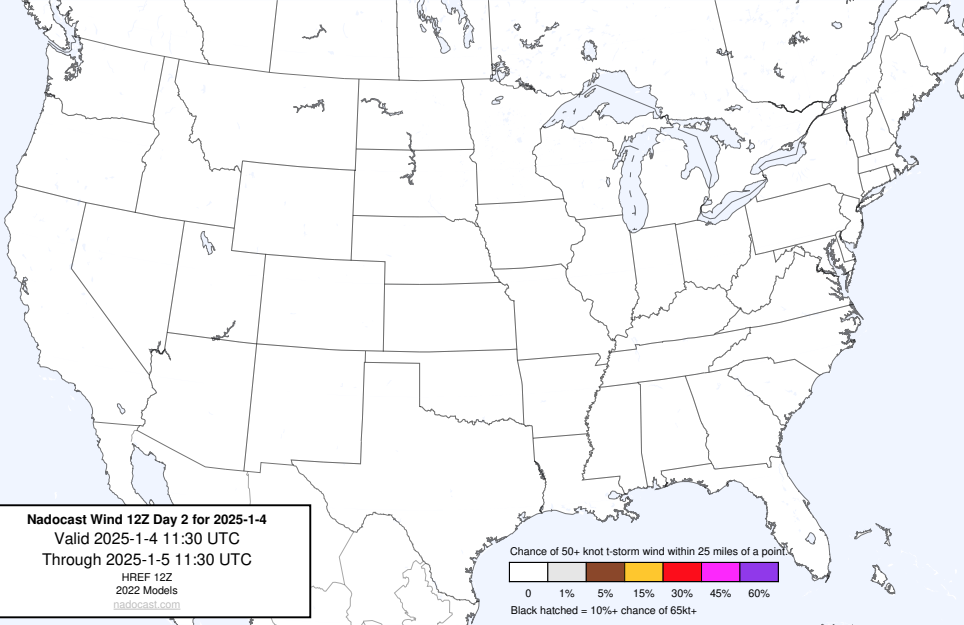 Nadocast Wind 12Z Day 2 for 2025-1-4
Valid 2025-1-4 11:30 UTC
Through 2025-1-5 11:30 UTC
HREF 12Z
2022 Models
nadocast.com
Chance of 50+ knot t-storm wind within 25 miles of a point.
0 1% 5% 15% 30% 45% 60%
Black hatched = 10%+ chance of 65kt+